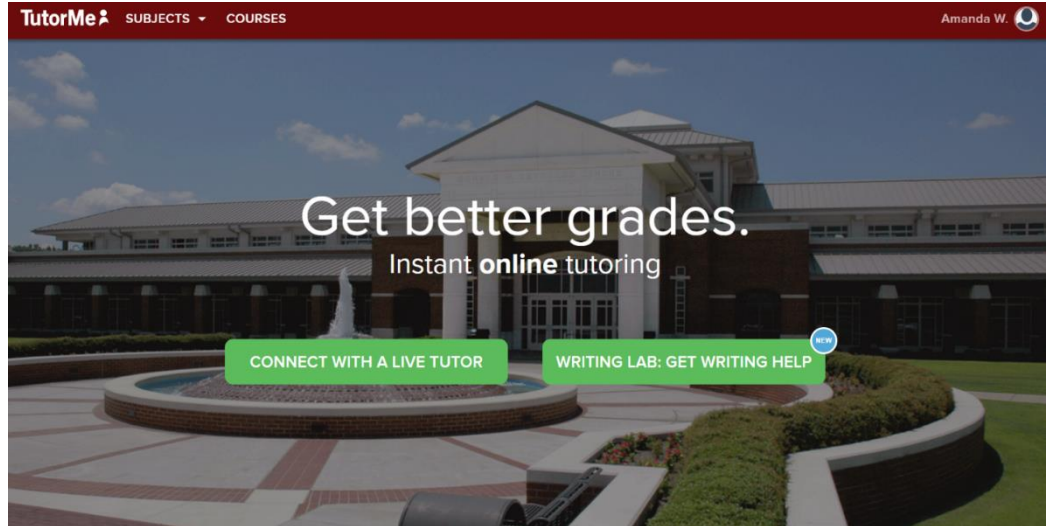 TutorMe SUBJECTS COURSES Amanda W.
Get better grades.
Instant online tutoring
NEW
CONNECT WITH A LIVE TUTOR WRITING LAB: GET WRITING HELP